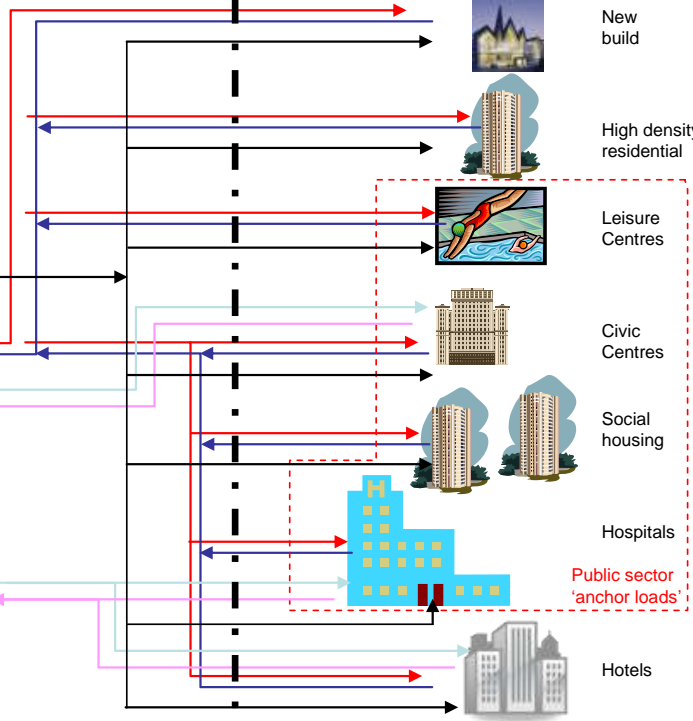 New
build
High density
residential
Leisure
Centres
Civic
Centres
Social
housing
H
Hospitals
Public sector
'anchor loads'
Hotels